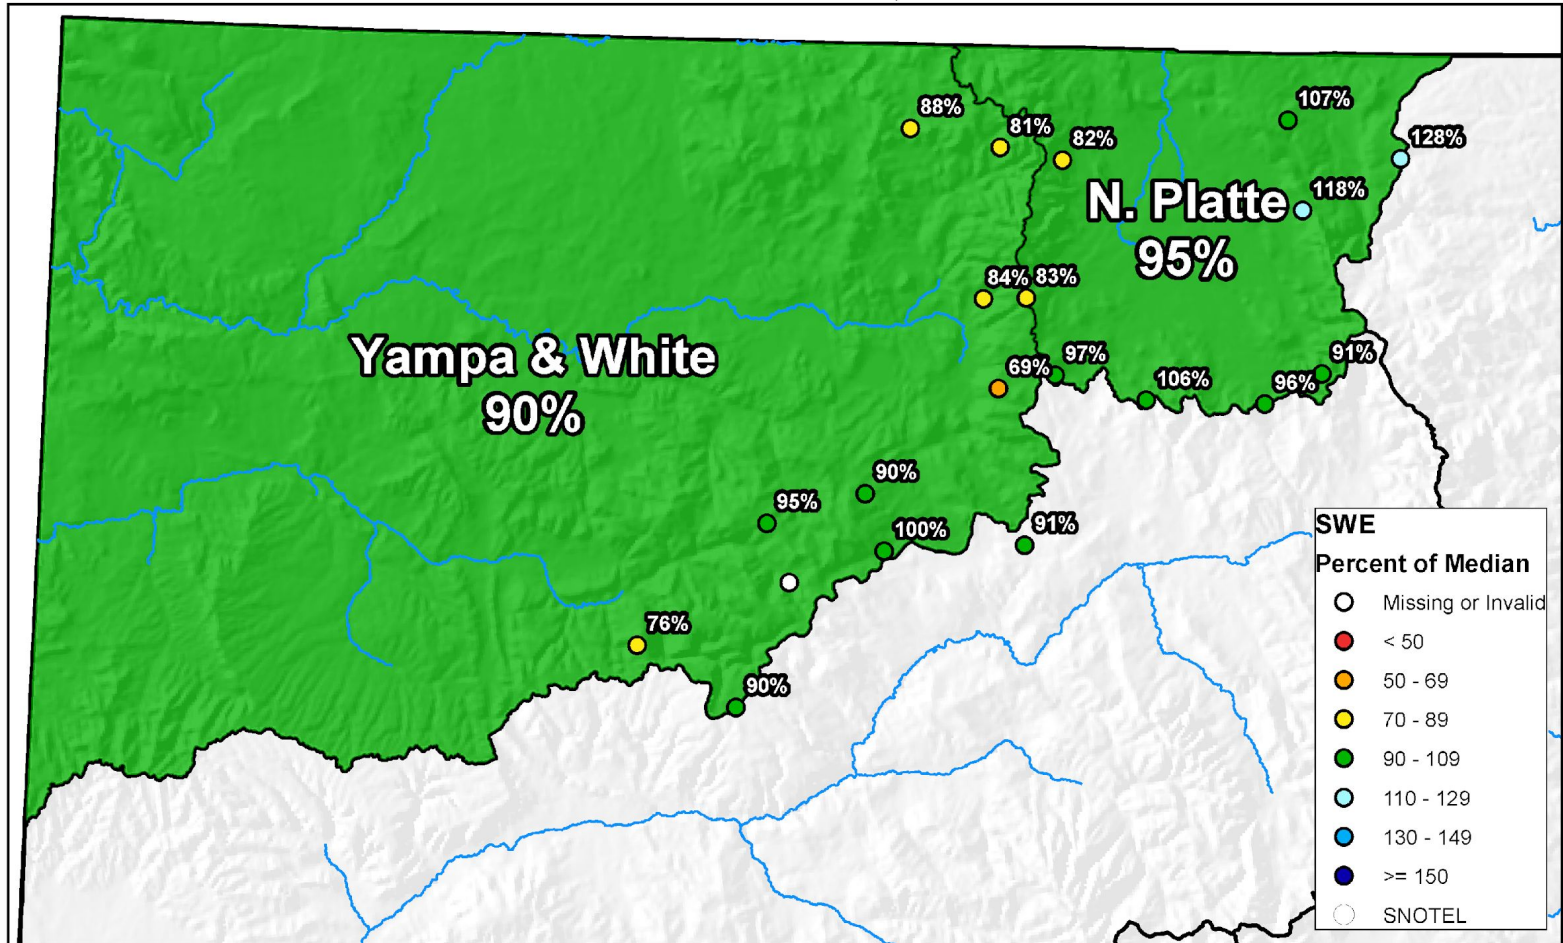 107%
88%
81%
128%
82%
118%
N. Platte
95%
84%
83%
Yampa & White
90%
91%
97%
69%
106%
96%
90%
95%
100%
91%
76%
90%
SWE
Percent of Median
Missing or Invalid
< 50
50 - 69
70 - 89
90 - 109
110 - 129
130 - 149
>= 150
SNOTEL